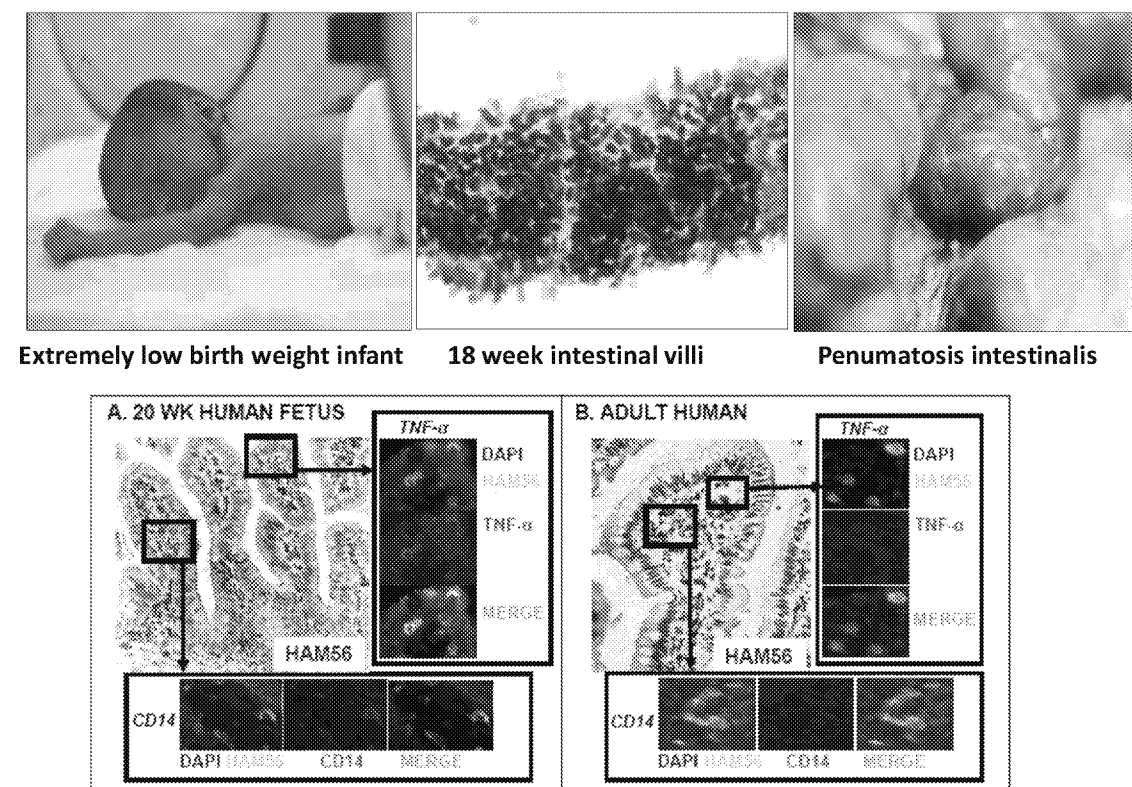 Extremely low birth weight infant
18 week intestinal villi
Penumatosis intestinalis
A. 20 WK HUMAN FETUS
TNF-α
DAPI
HAM56
TNF-α
MERGE
HAM56
CD14
DAPI HAM56 CD14 MERGE
B. ADULT HUMAN
TNF-α
DAPI
HAM56
TNF-α
MERGE
HAM56
CD14
DAPI HAM56 CD14 MERGE